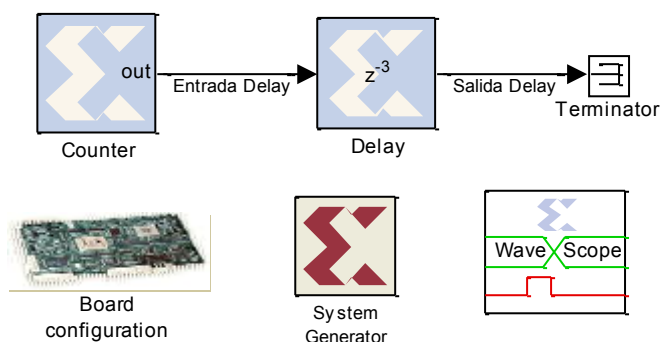 out
Entrada Delay
z-3
Salida Delay
Counter
Delay
Terminator
Board
configuration
System
Generator
Wave Scope